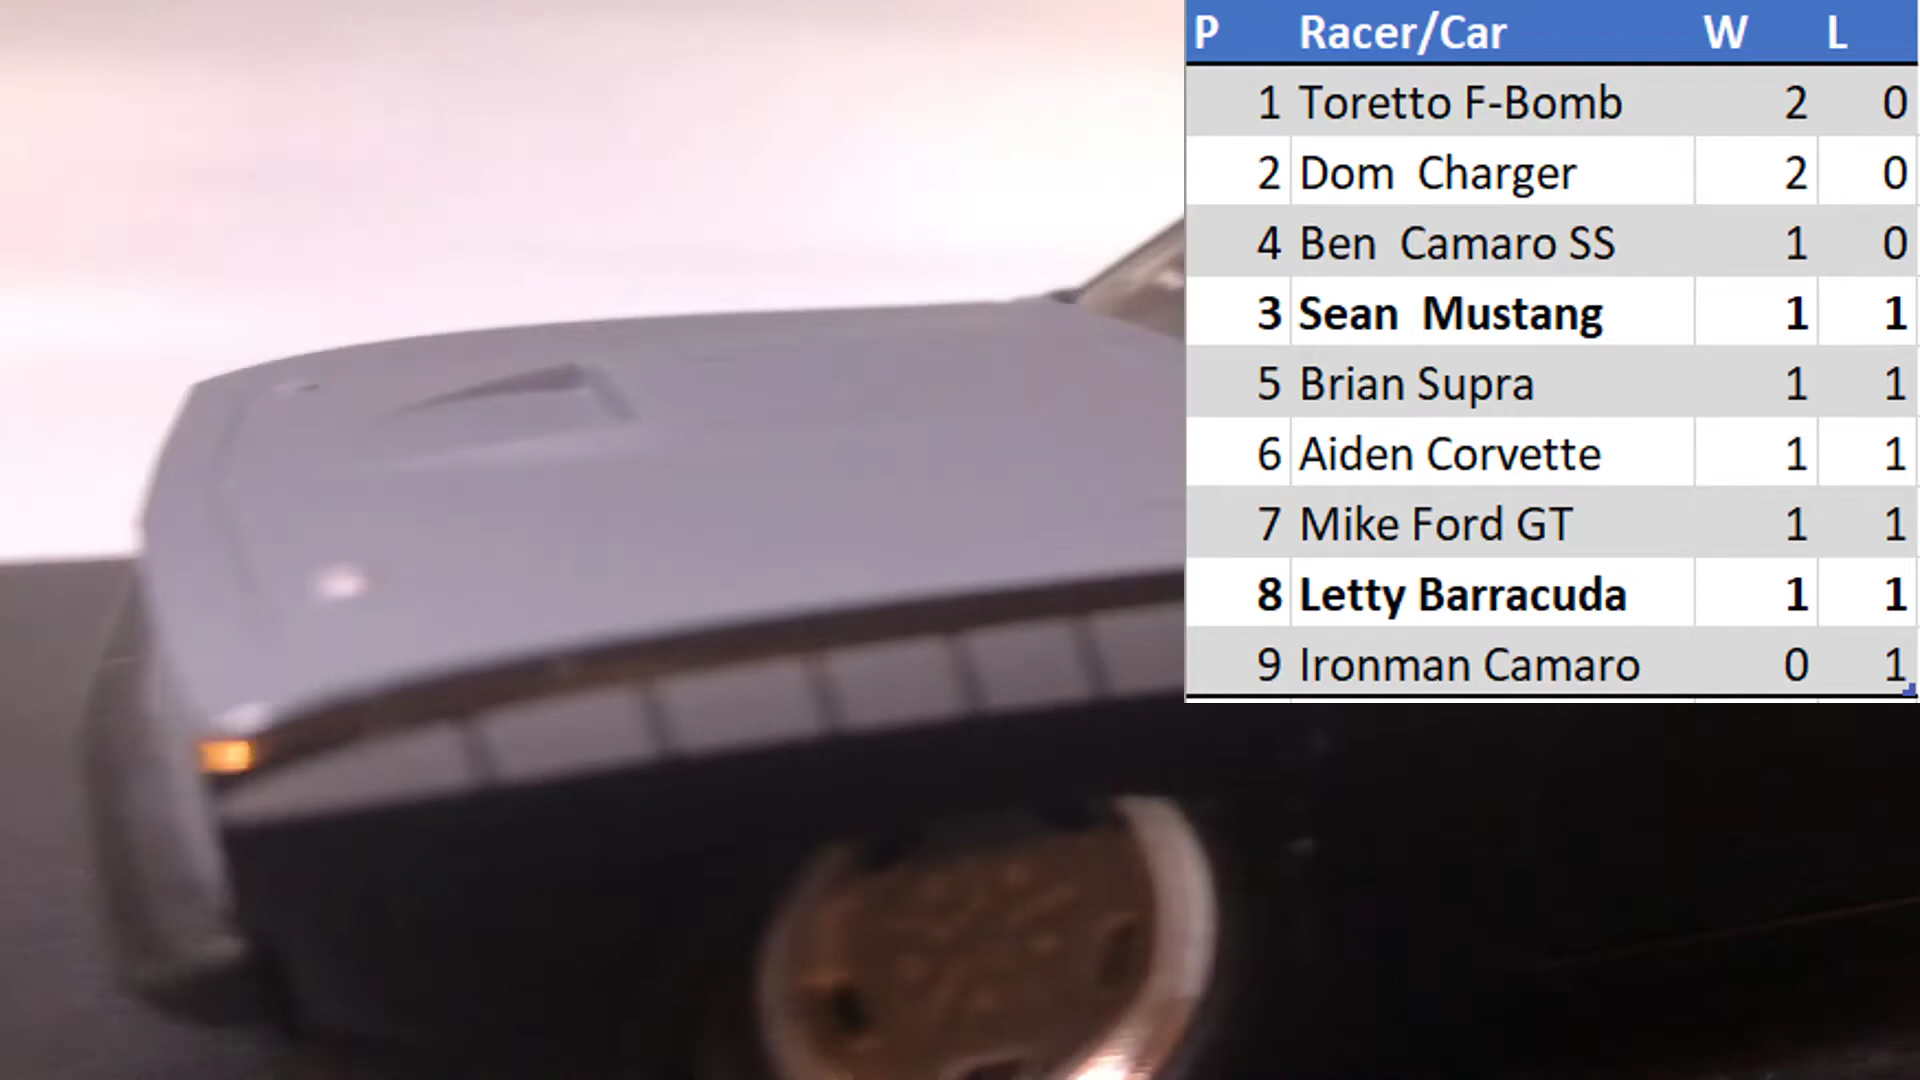 P Racer/Car W L
1 Toretto F-Bomb 2 0
2 Dom Charger 2 0
4 Ben Camaro SS 1 0
3 Sean Mustang 1 1
5 Brian Supra 1 1
6 Aiden Corvette 1 1
7 Mike Ford GT 1 1
8 Letty Barracuda 1 1
9 Ironman Camaro 0 1